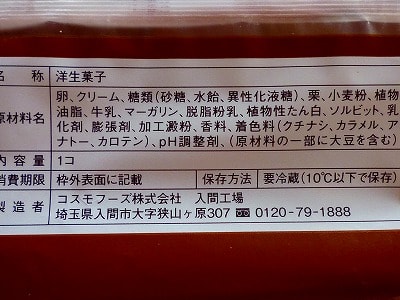 名 称 洋生菓子
原材料名 卵、クリーム、糖類(砂糖、水飴、異性化液糖)、栗、小麦粉、植物
油脂、牛乳、マーガリン、脱脂粉乳、植物性たん白、ソルビット、乳
化剤、膨張剤、加工澱粉、香料、着色料(クチナシ、カラメル、ア
ナトー、カロテン)、pH調整剤、(原材料の一部に大豆を含む)
内容量 1コ
消費期限 枠外表面に記載 保存方法 要冷蔵(10℃以下で保存)
製造者 コスモフーズ株式会社 入間工場
埼玉県入間市大字狭山ヶ原307 0120-79-1888